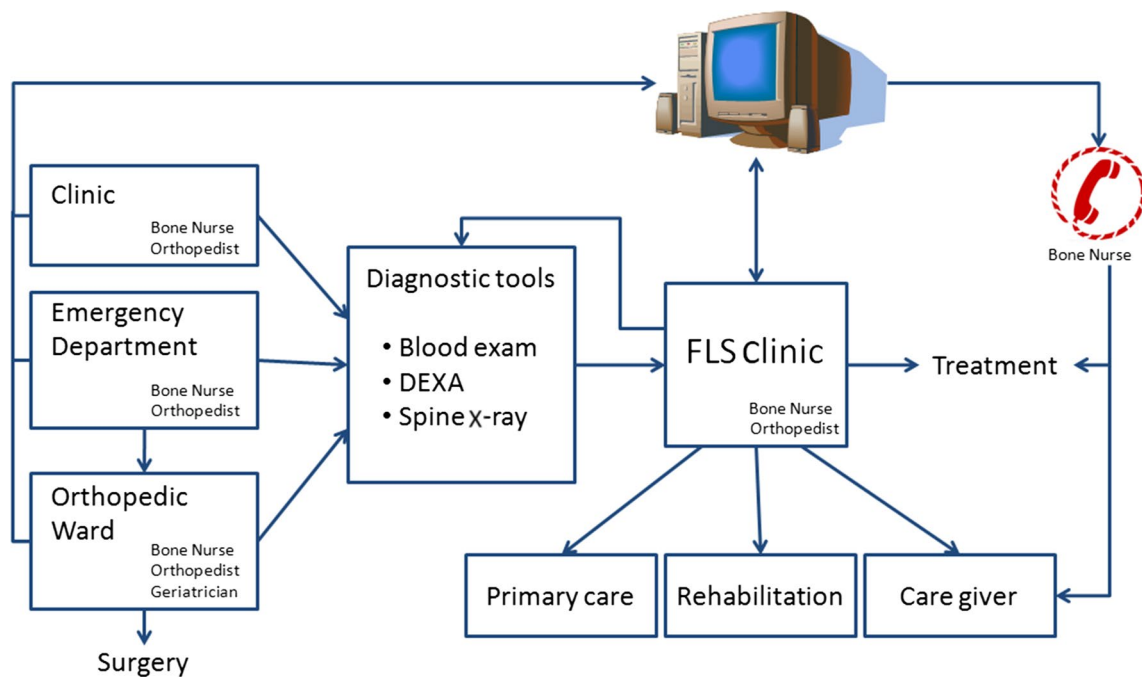 Clinic
Bone Nurse
Orthopedist
Emergency
Department
Bone Nurse
Orthopedist
Orthopedic
Ward
Bone Nurse
Orthopedist
Geriatrician
Surgery
Diagnostic tools
• Blood exam
• DEXA
• Spine x-ray
FLS Clinic
Bone Nurse
Orthopedist
Treatment
Bone Nurse
Primary care
Rehabilitation
Care giver